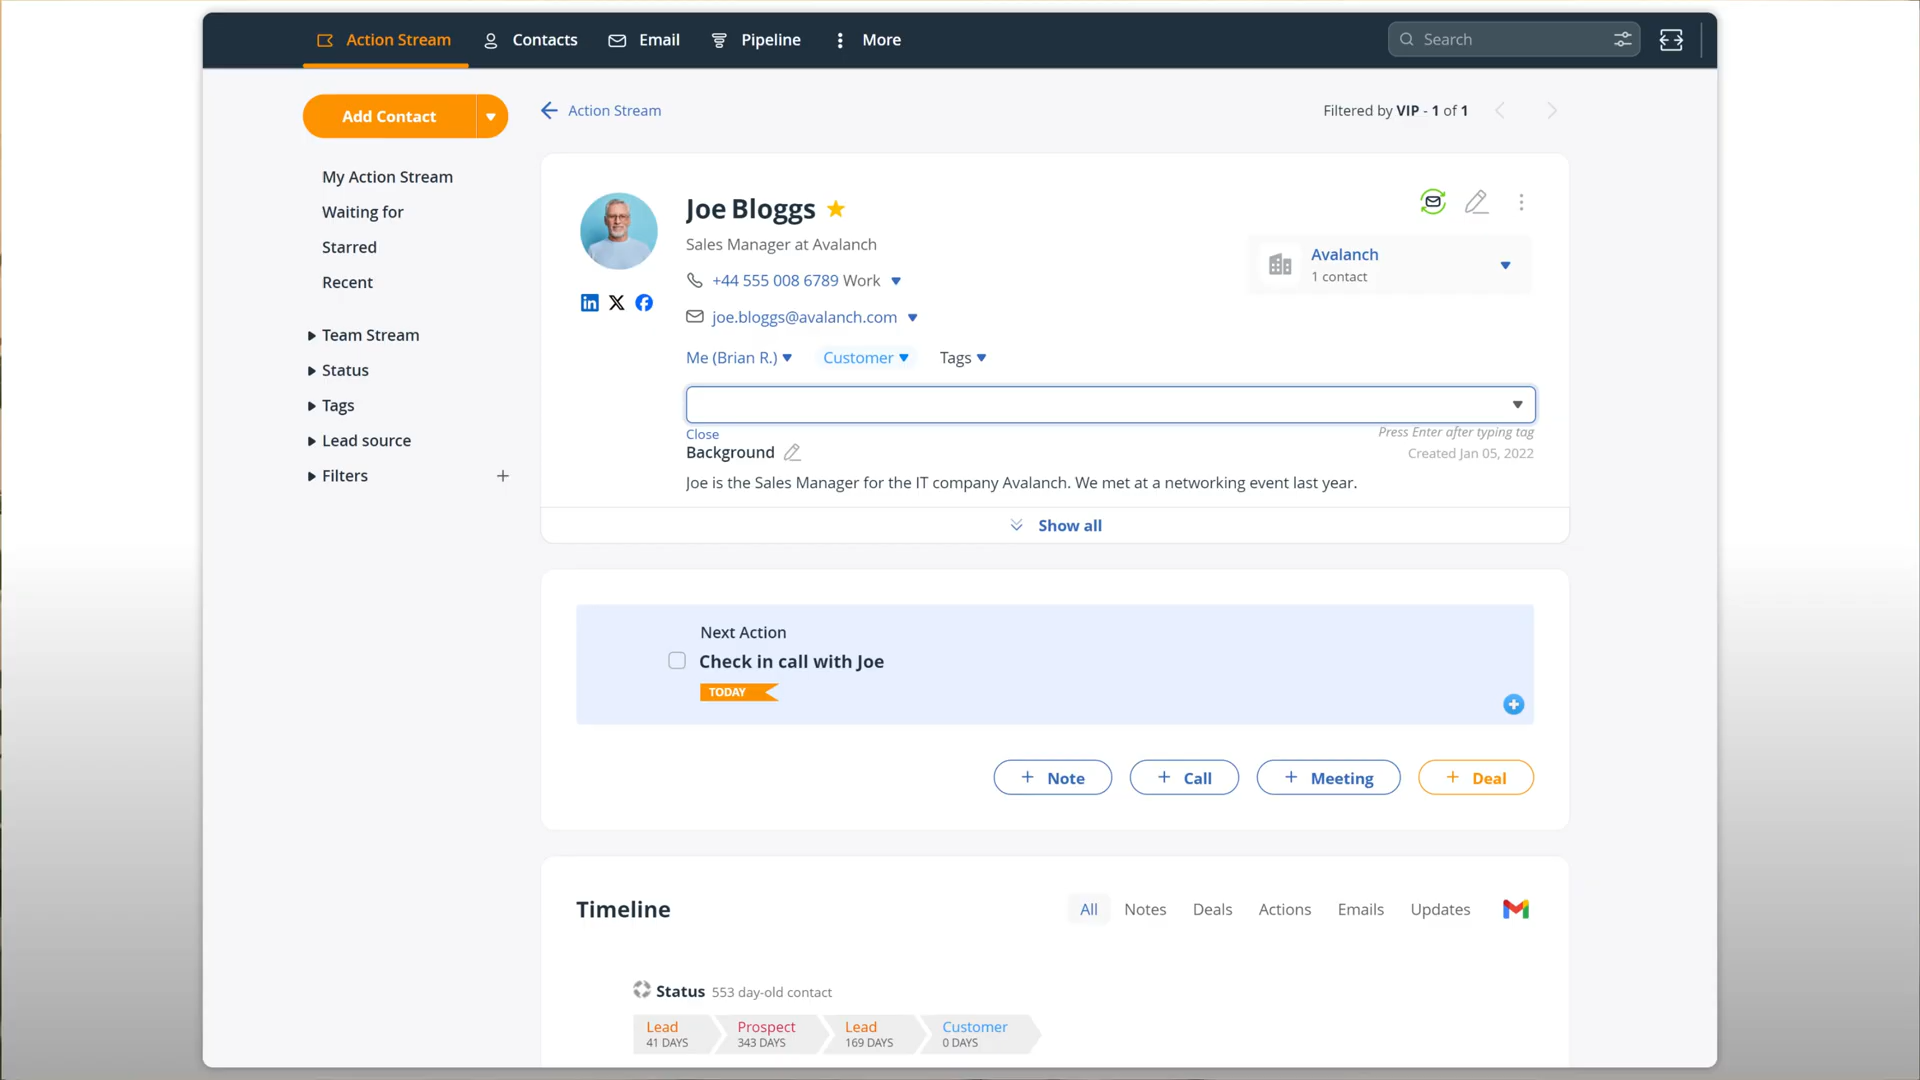 Action Stream
Contacts
Email
Pipeline
More
Search
Add Contact
Action Stream
Filtered by VIP - 1 of 1
My Action Stream
Waiting for
Starred
Recent
Team Stream
Status
Tags
Lead source
Filters
Joe Bloggs
Sales Manager at Avalanch
+44 555 008 6789 Work
joe.bloggs@avalanch.com
Avalanch
1 contact
Me (Brian R.)
Customer
Tags
Close
Press Enter after typing tag
Background
Created Jan 05, 2022
Joe is the Sales Manager for the IT company Avalanch. We met at a networking event last year.
Show all
Next Action
Check in call with Joe
TODAY
+ Note
+ Call
+ Meeting
+ Deal
Timeline
All
Notes
Deals
Actions
Emails
Updates
Status 553 day-old contact
Lead
41 DAYS
Prospect
343 DAYS
Lead
169 DAYS
Customer
0 DAYS